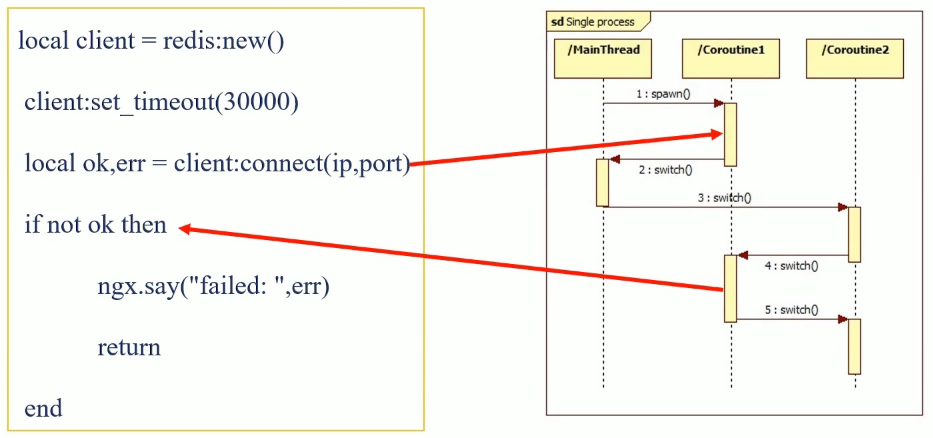 local client = redis:new()
client:set_timeout(30000)
local ok,err = client:connect(ip,port)
if not ok then
ngx.say("failed: ",err)
return
end
sd Single process
/MainThread
/Coroutine1
/Coroutine2
1 : spawn()
2 : switch()
3 : switch()
4 : switch()
5 : switch()